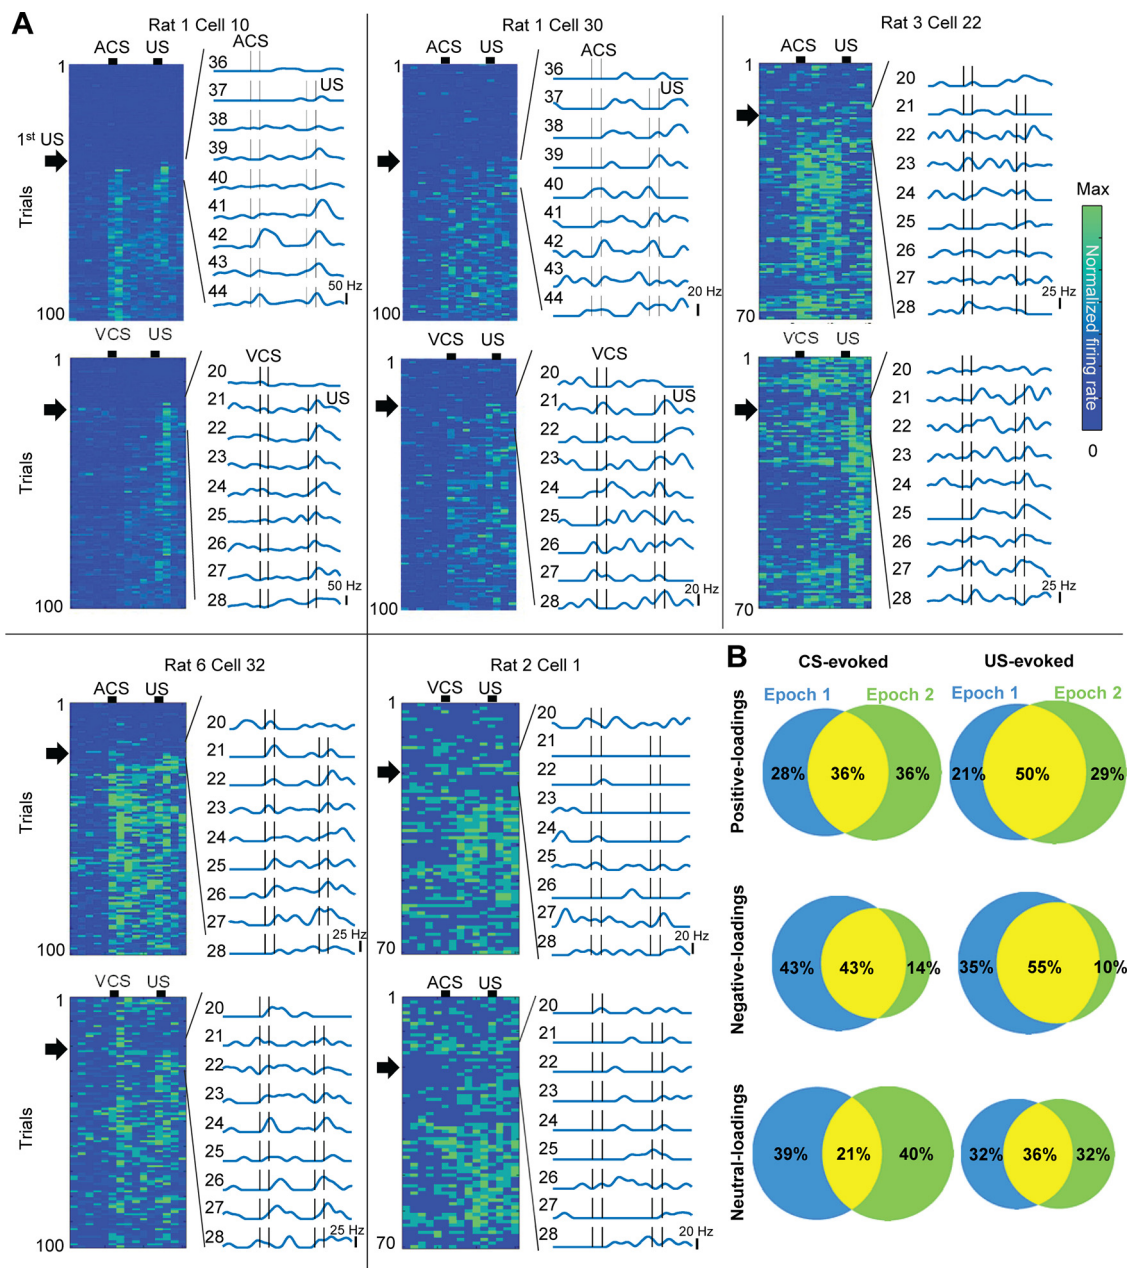 A
Rat 1 Cell 10
ACS US
1
1st US
Trials
100
ACS
36
37
US
38
39
40
41
42
43
50 Hz
44
VCS US
1
Trials
100
VCS
20
21
US
22
23
24
25
26
27
50 Hz
28
Rat 1 Cell 30
ACS US
1
100
ACS
36
37
US
38
39
40
41
42
43
20 Hz
44
VCS US
1
100
VCS
20
21
US
22
23
24
25
26
27
20 Hz
28
Rat 3 Cell 22
ACS US
1
70
20
21
22
23
24
25
26
27
25 Hz
28
VCS US
1
70
20
21
22
23
24
25
26
27
25 Hz
28
Max
Normalized firing rate
0
Rat 6 Cell 32
ACS US
1
Trials
100
20
21
22
23
24
25
26
27
25 Hz
28
VCS US
1
Trials
100
20
21
22
23
24
25
26
27
25 Hz
28
Rat 2 Cell 1
VCS US
1
70
20
21
22
23
24
25
26
27
20 Hz
28
ACS US
1
70
20
21
22
23
24
25
26
27
20 Hz
28
B
CS-evoked US-evoked
Epoch 1 Epoch 2 Epoch 1 Epoch 2
Positive-loadings
28% 36% 36% 21% 50% 29%
Negative-loadings
43% 43% 14% 35% 55% 10%
Neutral-loadings
39% 21% 40% 32% 36% 32%